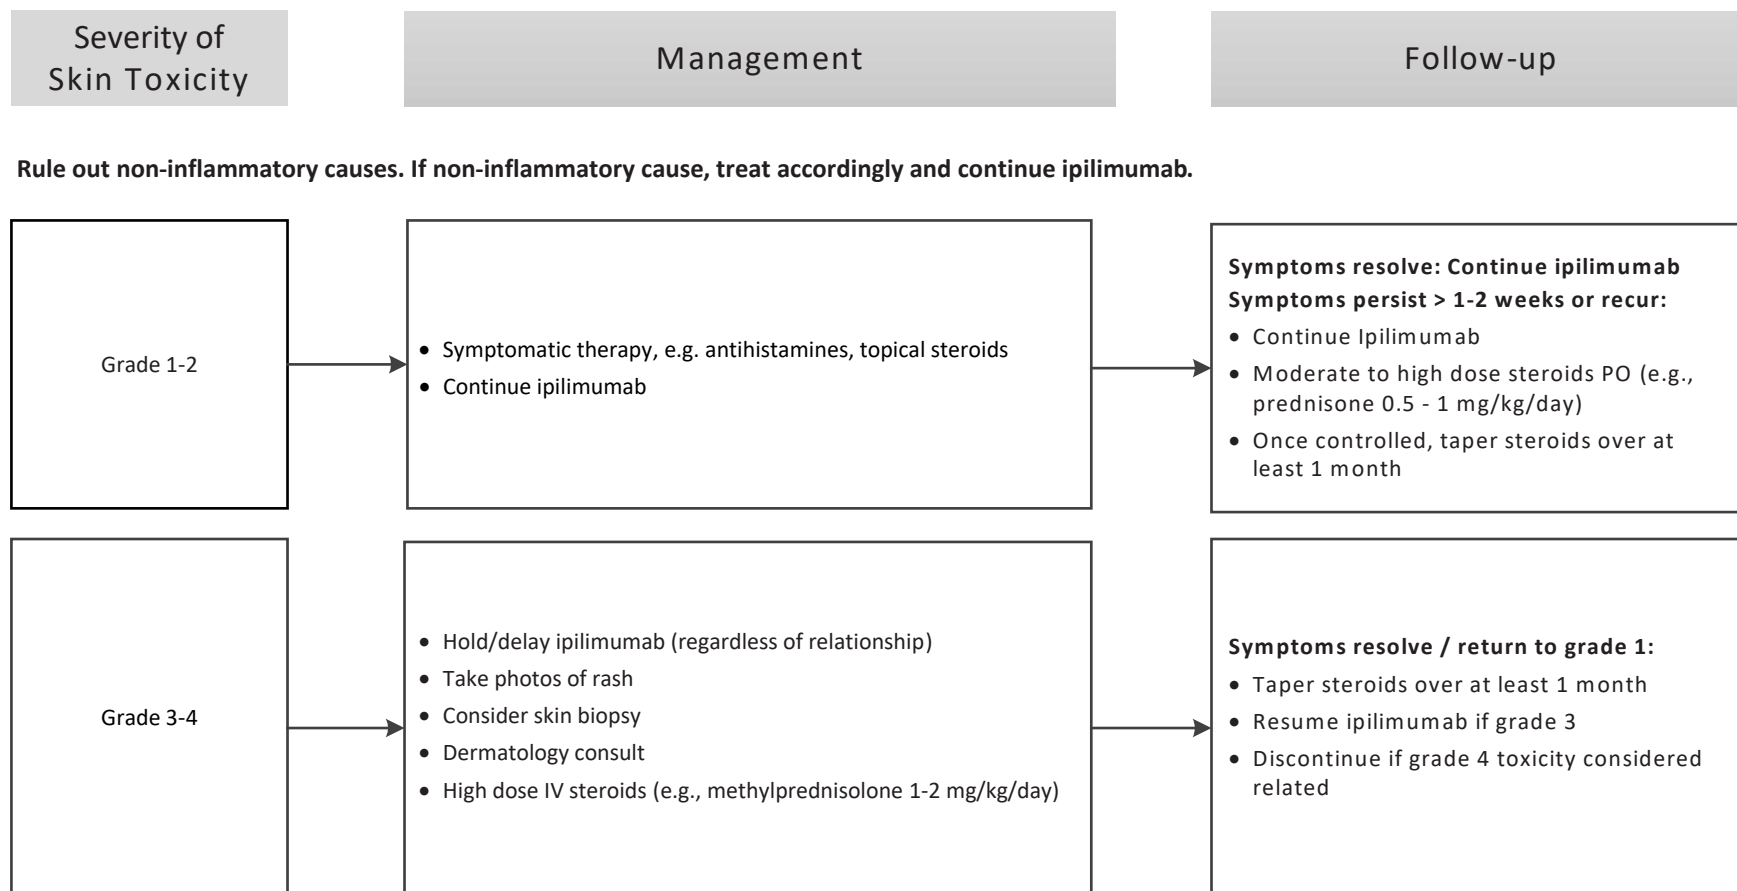 Severity of
Skin Toxicity
Management
Follow-up
Rule out non-inflammatory causes. If non-inflammatory cause, treat accordingly and continue ipilimumab.
Grade 1-2
• Symptomatic therapy, e.g. antihistamines, topical steroids
• Continue ipilimumab
Symptoms resolve: Continue ipilimumab
Symptoms persist > 1-2 weeks or recur:
• Continue Ipilimumab
• Moderate to high dose steroids PO (e.g.,
prednisone 0.5 - 1 mg/kg/day)
• Once controlled, taper steroids over at
least 1 month
Grade 3-4
• Hold/delay ipilimumab (regardless of relationship)
• Take photos of rash
• Consider skin biopsy
• Dermatology consult
• High dose IV steroids (e.g., methylprednisolone 1-2 mg/kg/day)
Symptoms resolve / return to grade 1:
• Taper steroids over at least 1 month
• Resume ipilimumab if grade 3
• Discontinue if grade 4 toxicity considered
related